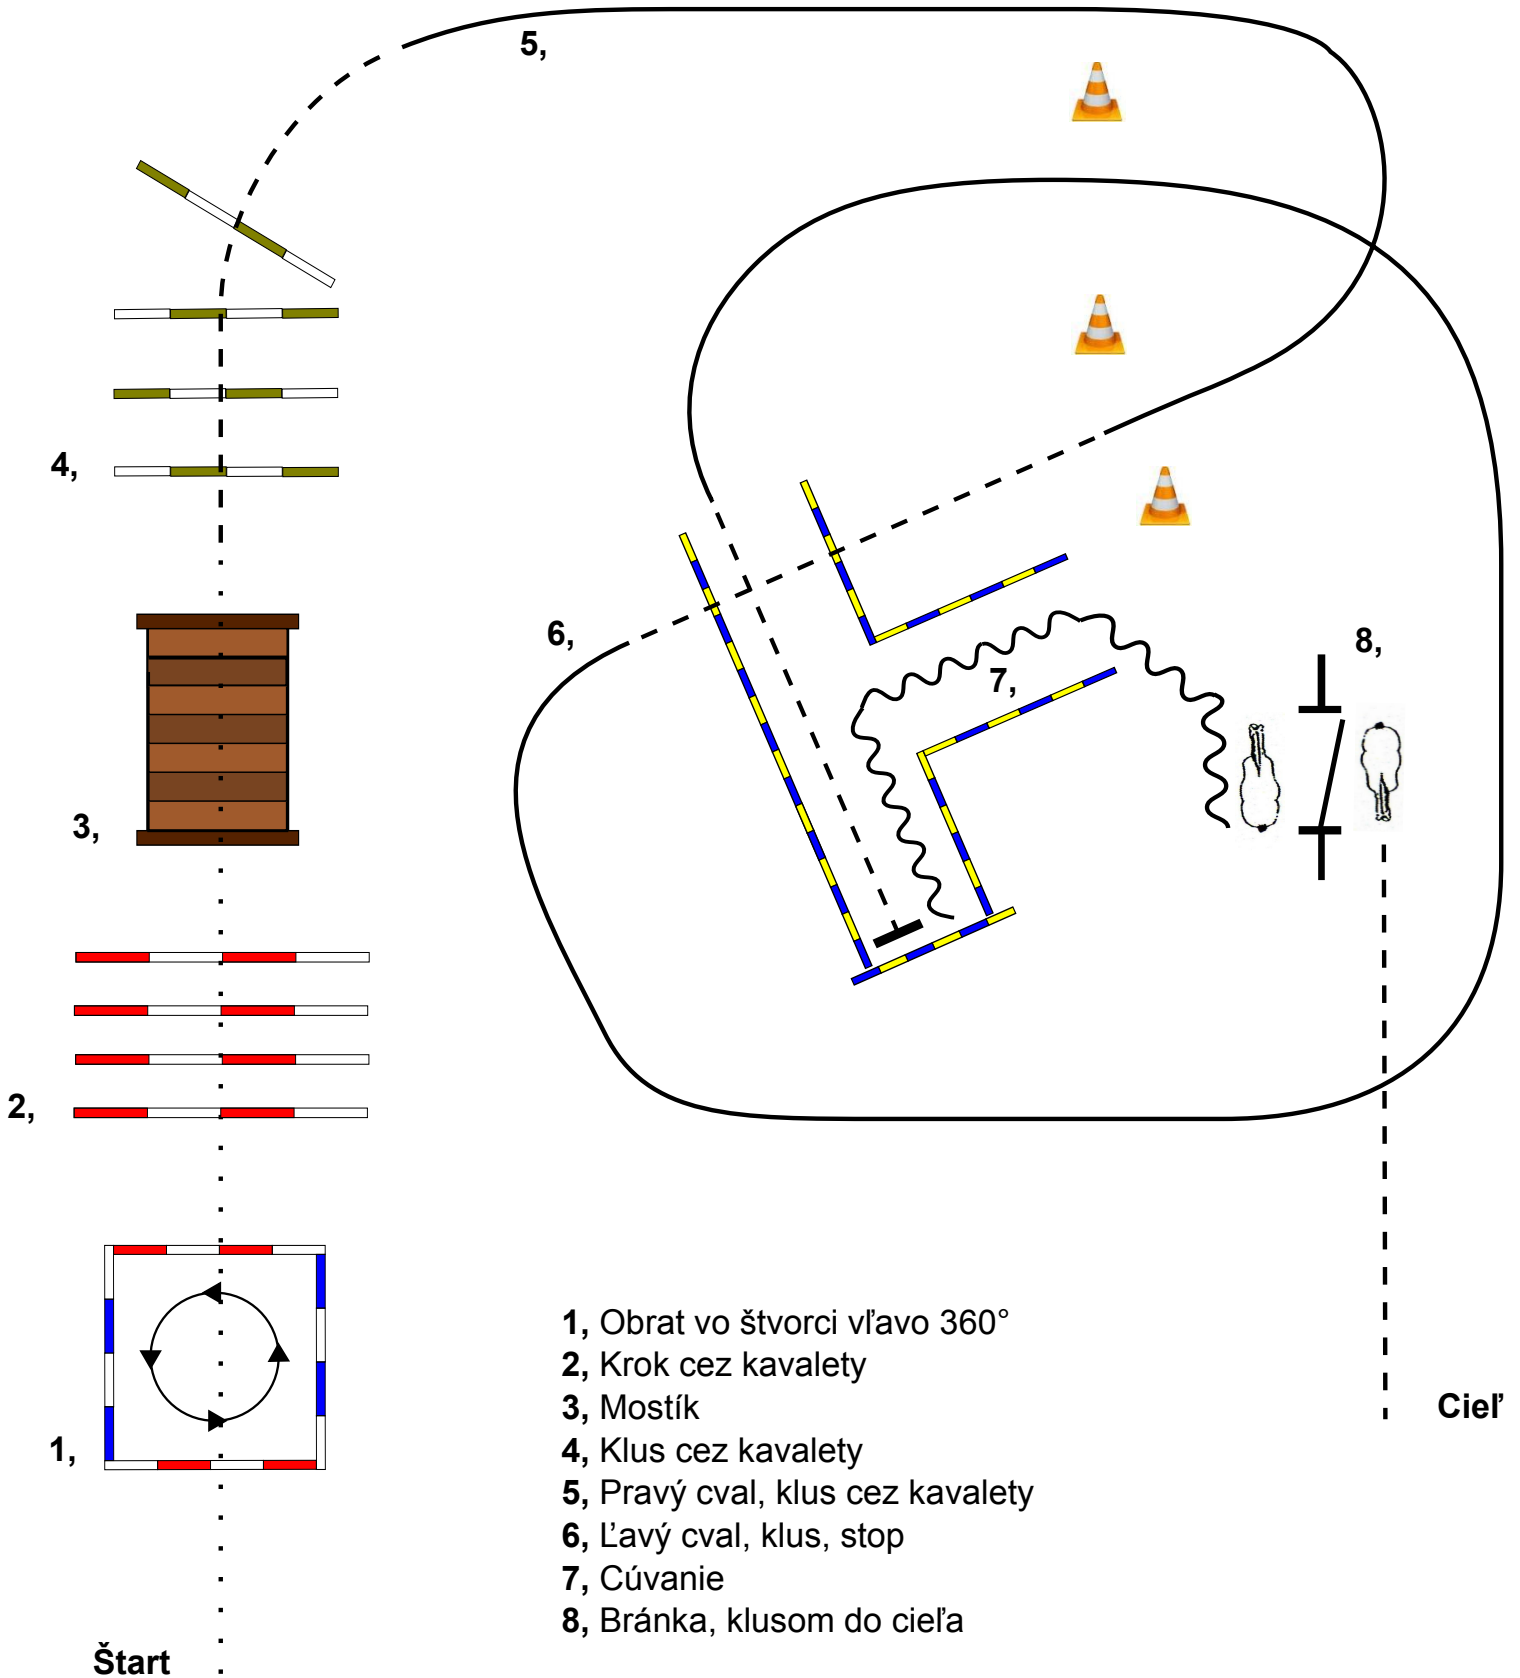 5,
4,
6,
7,
8,
3,
2,
1,
1, Obrat vo štvorci vľavo 360°
2, Krok cez kavalety
3, Mostík
4, Klus cez kavalety
5, Pravý cval, klus cez kavalety
6, Ľavý cval, klus, stop
7, Cúvanie
8, Bránka, klusom do cieľa
Cieľ
Štart